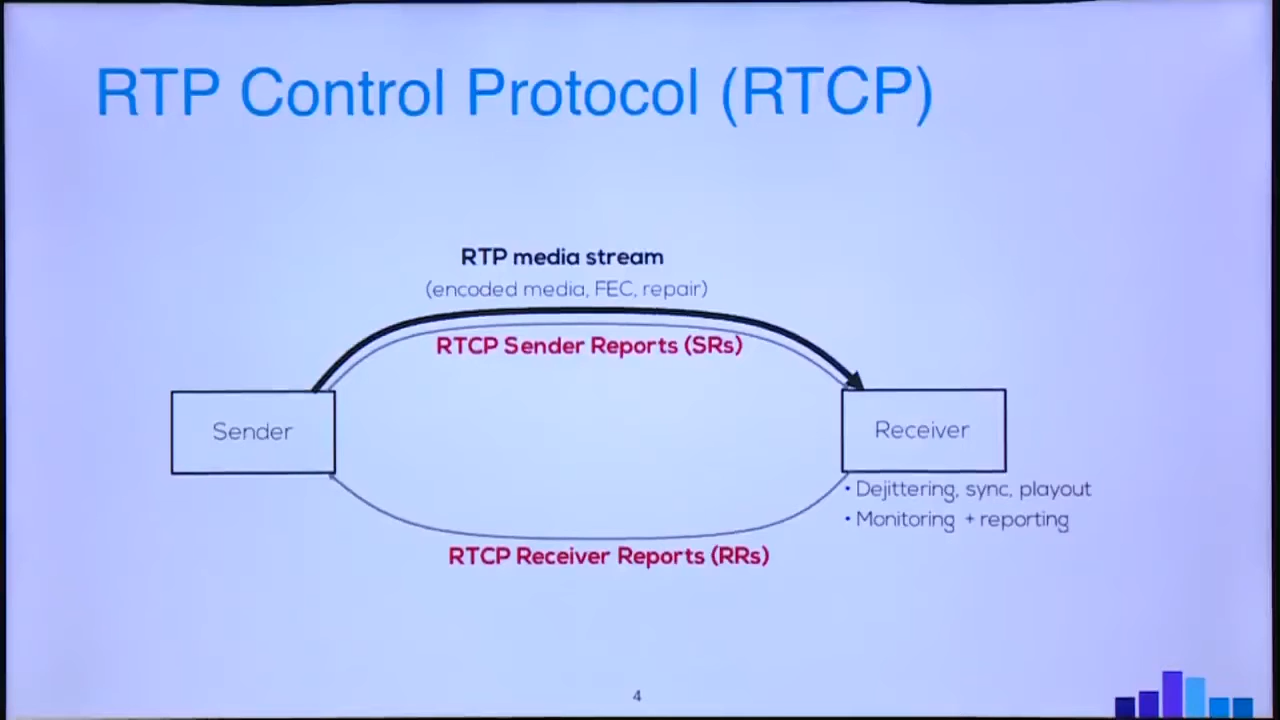 RTP Control Protocol (RTCP)
RTP media stream
(encoded media, FEC, repair)
RTCP Sender Reports (SRs)
Sender
Receiver
• Dejittering, sync, playout
• Monitoring + reporting
RTCP Receiver Reports (RRs)
4